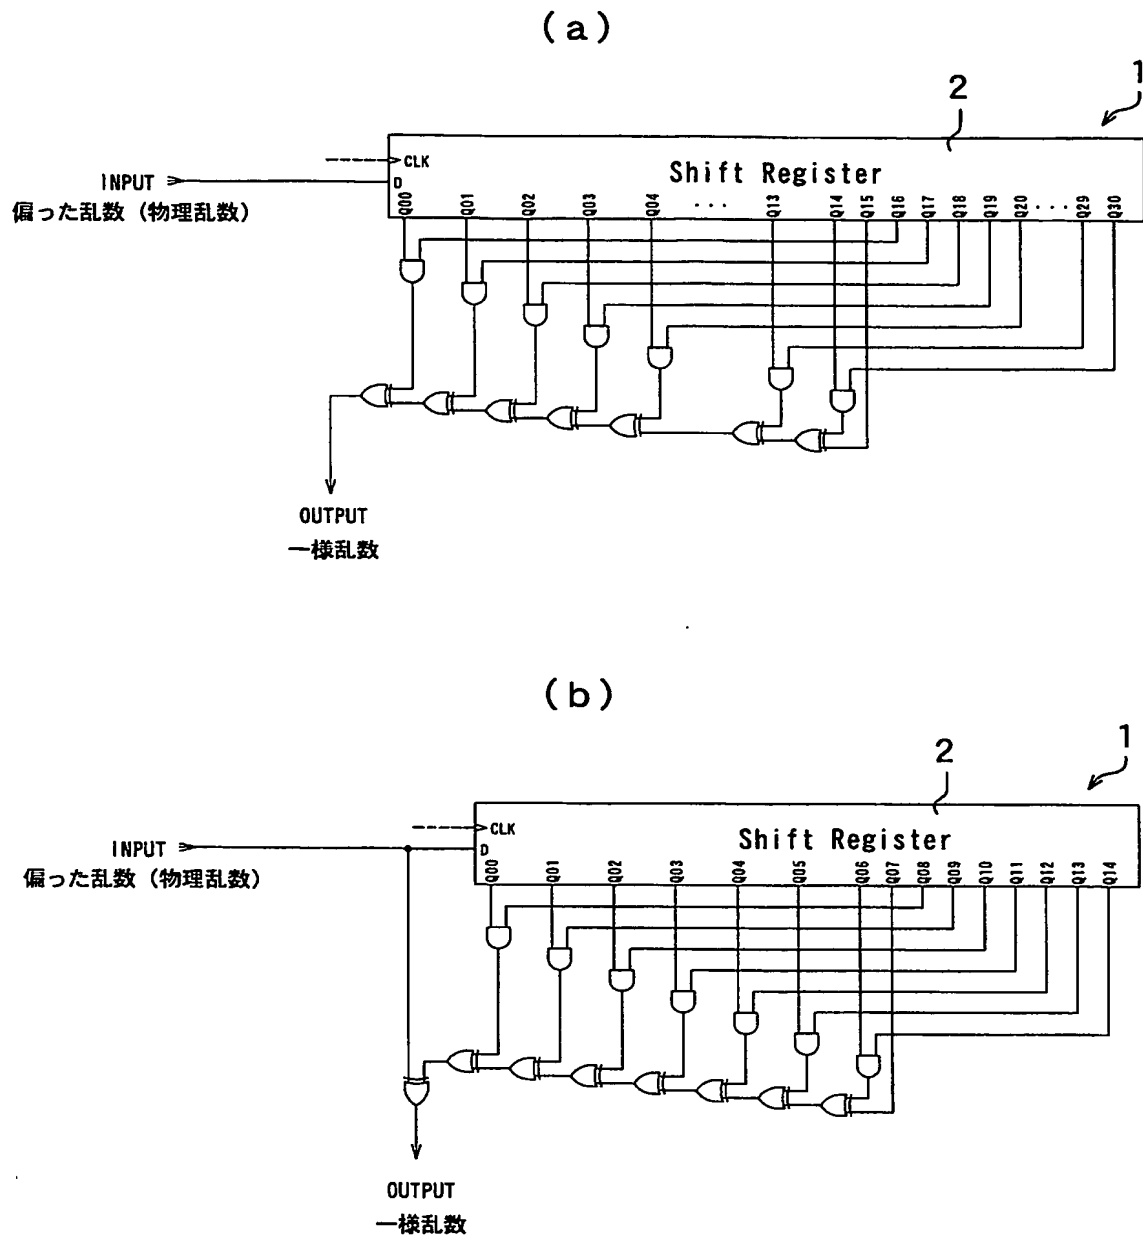 (a)
1
2
CLK
Shift Register
INPUT
D
偏った乱数(物理乱数)
Q00 Q01 Q02 Q03 Q04 ··· Q13 Q14 Q15 Q16 Q17 Q18 Q19 Q20 ··· Q29 Q30
OUTPUT
一様乱数
(b)
1
2
CLK
Shift Register
INPUT
D
偏った乱数(物理乱数)
Q00 Q01 Q02 Q03 Q04 Q05 Q06 Q07 Q08 Q09 Q10 Q11 Q12 Q13 Q14
OUTPUT
一様乱数